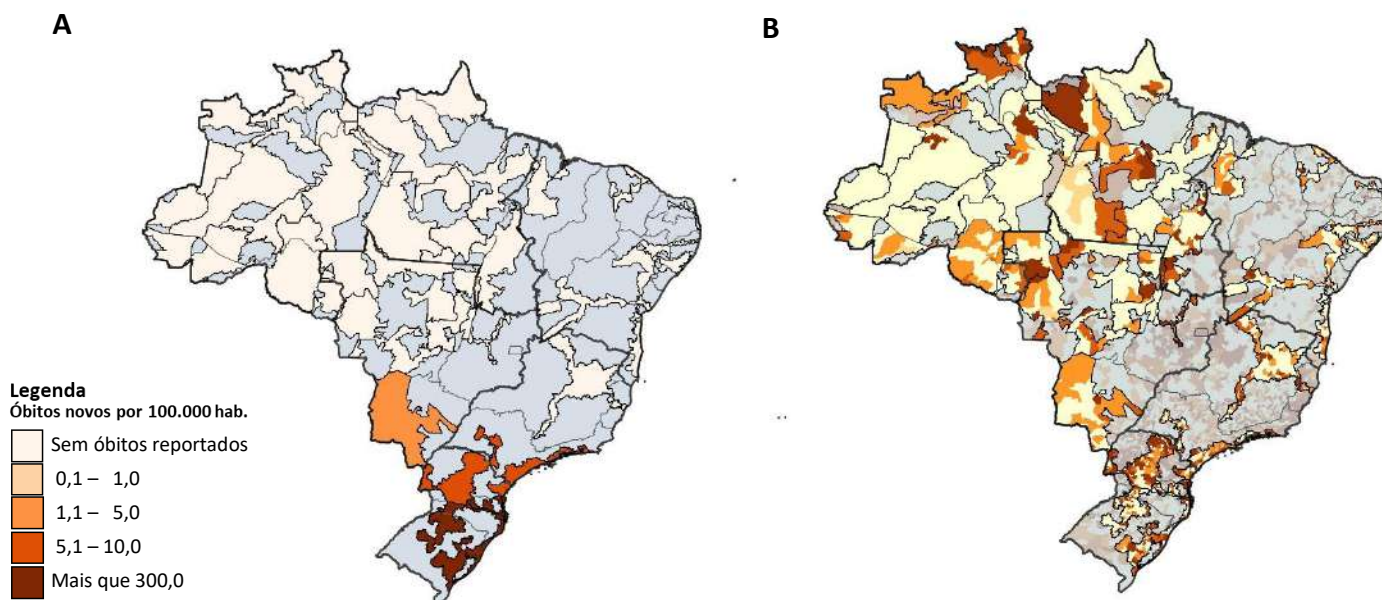 A
B
Legenda
Óbitos novos por 100.000 hab.
Sem óbitos reportados
0,1 – 1,0
1,1 – 5,0
5,1 – 10,0
Mais que 300,0